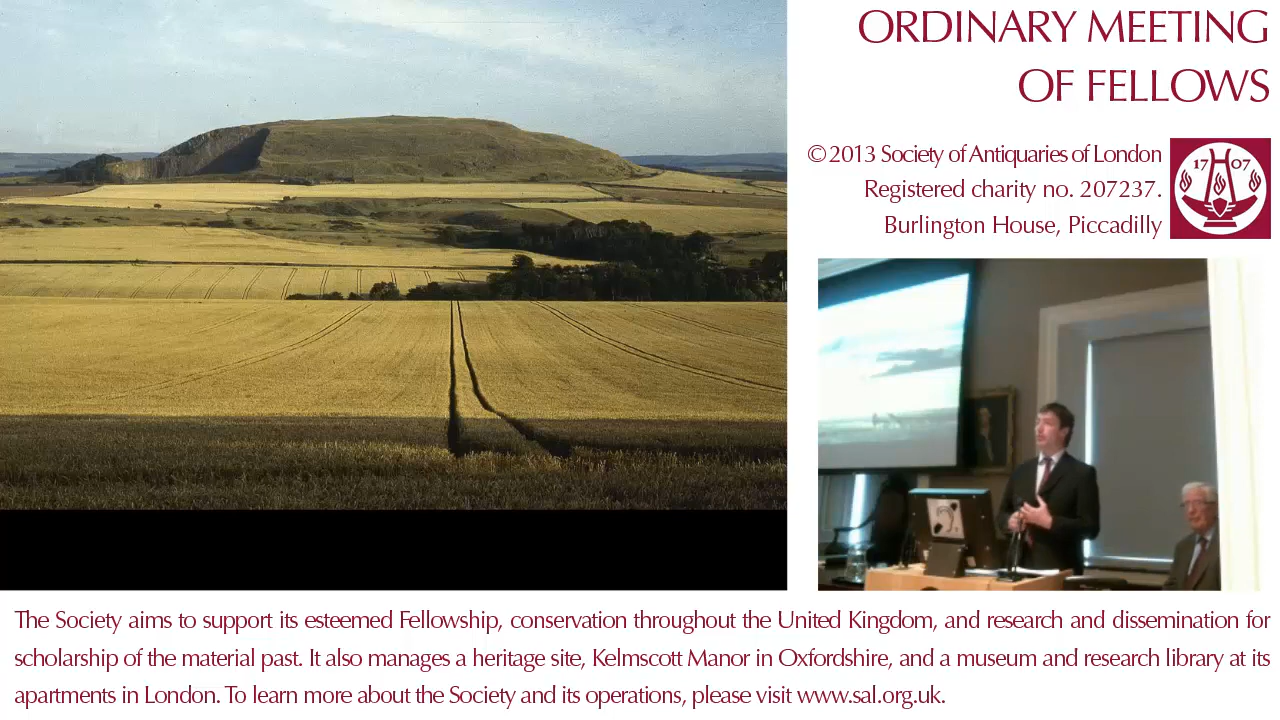 ORDINARY MEETING
OF FELLOWS
© 2013 Society of Antiquaries of London
Registered charity no. 207237.
Burlington House, Piccadilly
17 07
The Society aims to support its esteemed Fellowship, conservation throughout the United Kingdom, and research and dissemination for
scholarship of the material past. It also manages a heritage site, Kelmscott Manor in Oxfordshire, and a museum and research library at its
apartments in London. To learn more about the Society and its operations, please visit www.sal.org.uk.